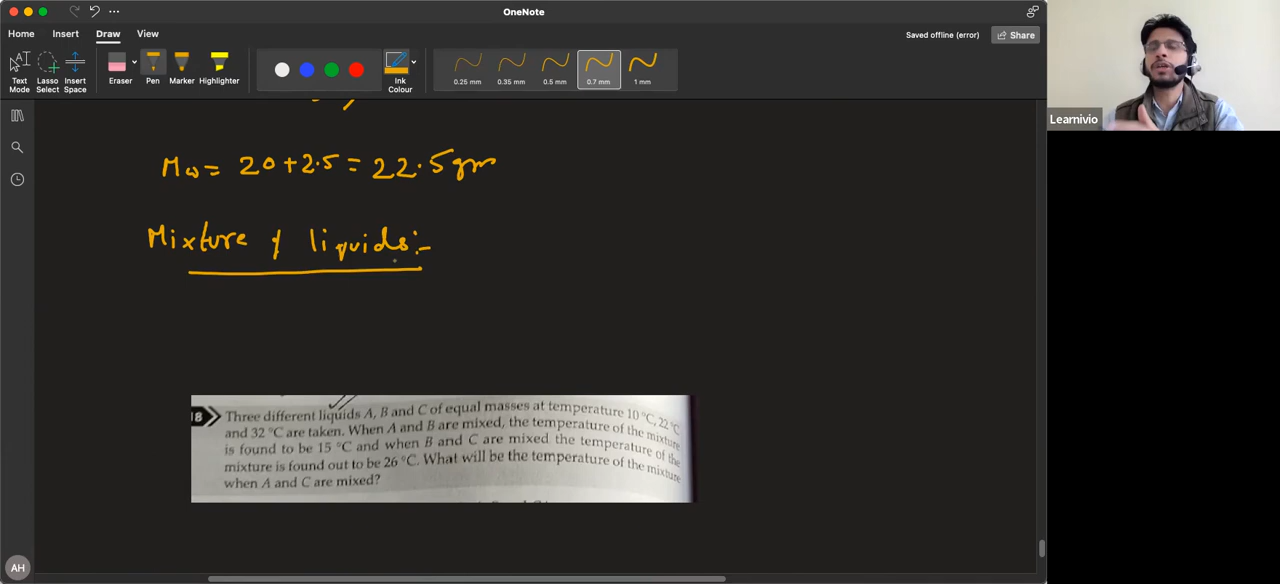 OneNote
Home Insert Draw View
Saved offline (error)
Share
Text Mode
Lasso Select
Insert Space
Eraser
Pen
Marker
Highlighter
Ink Colour
0.25 mm
0.35 mm
0.5 mm
0.7 mm
1 mm
Learnivio
Mw = 20 + 2.5 = 22.5 gm
Mixture of liquids:-
18 Three different liquids A, B and C of equal masses at temperature 10 °C, 22 °C
and 32 °C are taken. When A and B are mixed, the temperature of the mixture
is found to be 15 °C and when B and C are mixed the temperature of the
mixture is found out to be 26 °C. What will be the temperature of the mixture
when A and C are mixed?
AH